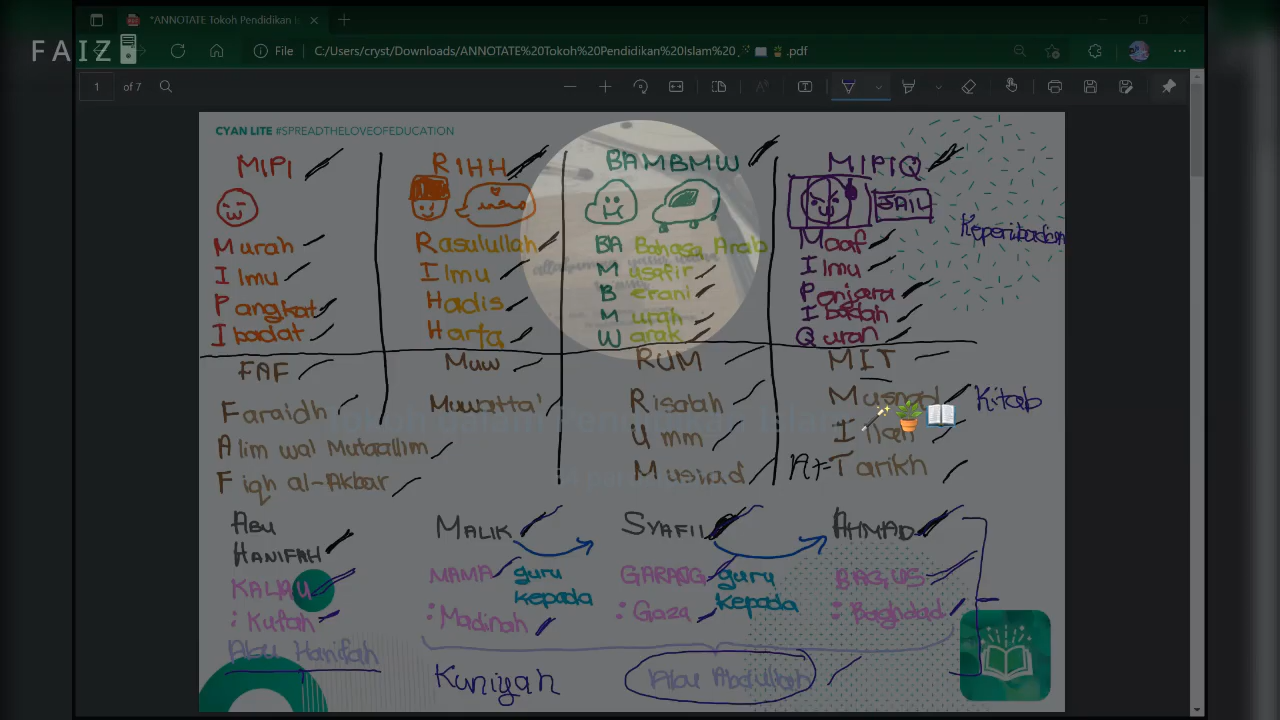 *ANNOTATE Tokoh Pendidikan I
FAIZ
File C:/Users/cryst/Downloads/ANNOTATE%20Tokoh%20Pendidikan%20Islam%20 .pdf
1 of 7
CYAN LITE #SPREADTHELOVEOFEDUCATION
MIPI RIHH BAMBMW MIPIQ
JAIL
Murah Rasulullah BA Bahasa Arab Maaf Keperibadian
Ilmu Ilmu Musafir Ilmu
Pangkat Hadis Berani Penjara
Ibadat Harta Murah Ibadah
Warak Quran
FAF Muw RUM MIT
Faraidh Muwatta' Risalah Musnad Kitab
Alim wal Mutaallim Umm Ilal
Fiqh al-Akbar Musnad At-Tarikh
ABU HANIFAH MALIK SYAFII AHMAD
KALAU MAMA guru kepada GARANG guru kepada BAGUS
: Kufah : Madinah : Gaza : Baghdad
Abu Hanifah Kuniyah Abu Abdullah